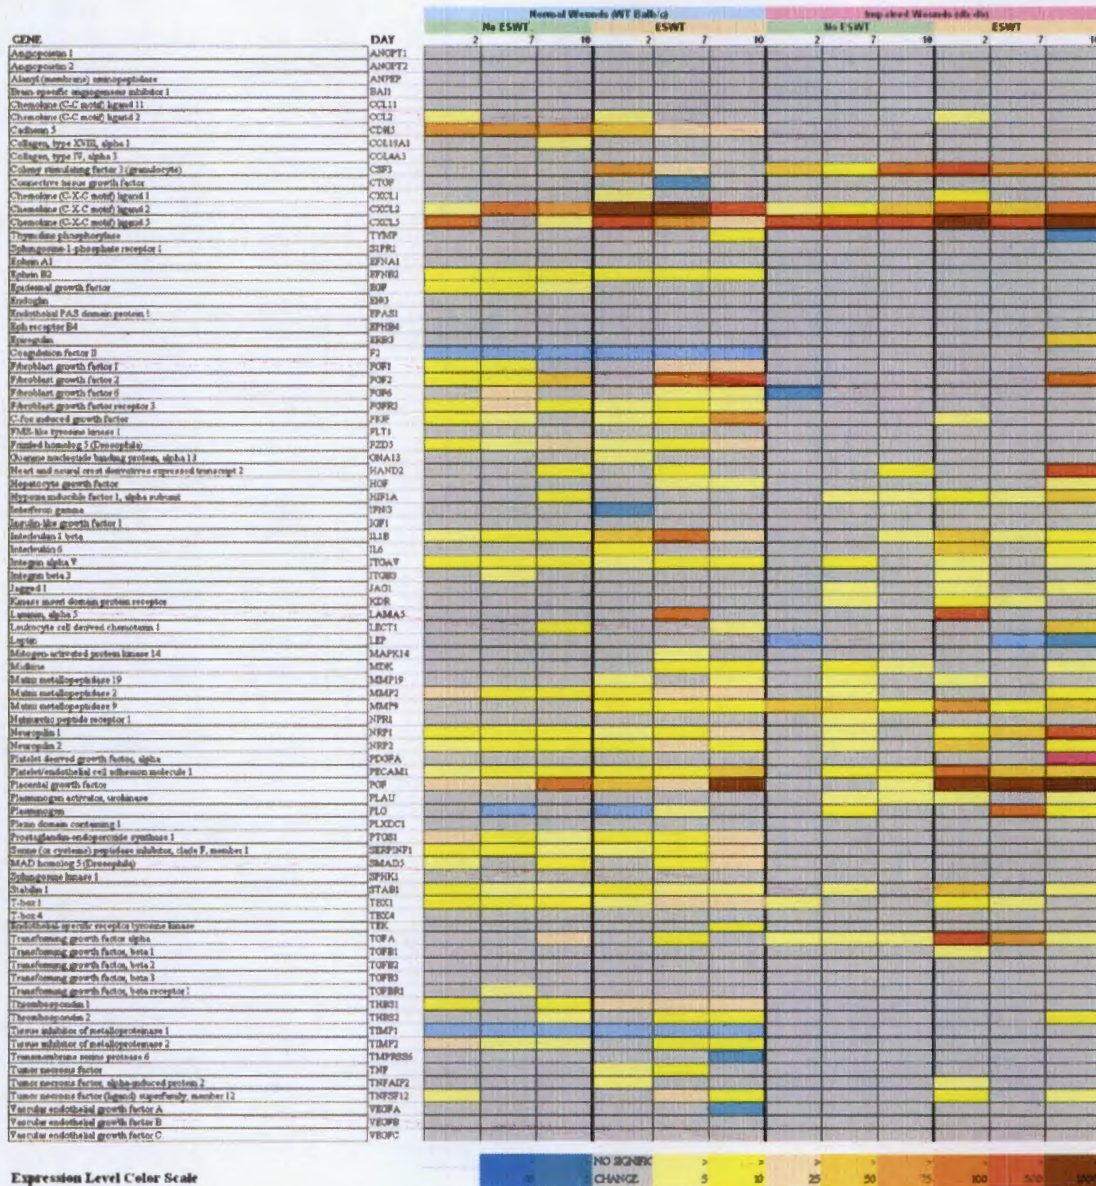 Normal Wounds (WT Balb/c) Impaired Wounds (db/db)
No ESWT ESWT No ESWT ESWT
GENE DAY 2 7 10 2 7 10 2 7 10 2 7 10
Angiopoietin 1 ANGPT1
Angiopoietin 2 ANGPT2
Alanyl (membrane) aminopeptidase ANPEP
Brain-specific angiogenesis inhibitor 1 BAI1
Chemokine (C-C motif) ligand 11 CCL11
Chemokine (C-C motif) ligand 2 CCL2
Cadherin 5 CDH5
Collagen, type XVIII, alpha 1 COL18A1
Collagen, type IV, alpha 3 COL4A3
Colony stimulating factor 3 (granulocyte) CSF3
Connective tissue growth factor CTGF
Chemokine (C-X-C motif) ligand 1 CXCL1
Chemokine (C-X-C motif) ligand 2 CXCL2
Chemokine (C-X-C motif) ligand 5 CXCL5
Thymidine phosphorylase TYMP
Sphingosine-1-phosphate receptor 1 S1PR1
Ephrin A1 EFNA1
Ephrin B2 EFNB2
Epidermal growth factor EGF
Endoglin ENG
Endothelial PAS domain protein 1 EPAS1
Eph receptor B4 EPHB4
Epiregulin EREG
Coagulation factor II F2
Fibroblast growth factor 1 FGF1
Fibroblast growth factor 2 FGF2
Fibroblast growth factor 6 FGF6
Fibroblast growth factor receptor 3 FGFR3
C-fos induced growth factor FIGF
FMS-like tyrosine kinase 1 FLT1
Frizzled homolog 5 (Drosophila) FZD5
Guanine nucleotide binding protein, alpha 13 GNA13
Heart and neural crest derivatives expressed transcript 2 HAND2
Hepatocyte growth factor HGF
Hypoxia inducible factor 1, alpha subunit HIF1A
Interferon gamma IFNG
Insulin-like growth factor 1 IGF1
Interleukin 1 beta IL1B
Interleukin 6 IL6
Integrin alpha V ITGAV
Integrin beta 3 ITGB3
Jagged 1 JAG1
Kinase insert domain protein receptor KDR
Laminin, alpha 5 LAMA5
Leukocyte cell derived chemotaxin 1 LECT1
Leptin LEP
Mitogen-activated protein kinase 14 MAPK14
Midkine MDK
Matrix metallopeptidase 19 MMP19
Matrix metallopeptidase 2 MMP2
Matrix metallopeptidase 9 MMP9
Natriuretic peptide receptor 1 NPR1
Neuropilin 1 NRP1
Neuropilin 2 NRP2
Platelet derived growth factor, alpha PDGFA
Platelet/endothelial cell adhesion molecule 1 PECAM1
Placental growth factor PGF
Plasminogen activator, urokinase PLAU
Plasminogen PLG
Plexin domain containing 1 PLXDC1
Prostaglandin-endoperoxide synthase 1 PTGS1
Serine (or cysteine) peptidase inhibitor, clade F, member 1 SERPINF1
MAD homolog 5 (Drosophila) SMAD5
Sphingosine kinase 1 SPHK1
Stabilin 1 STAB1
T-box 1 TBX1
T-box 4 TBX4
Endothelial-specific receptor tyrosine kinase TEK
Transforming growth factor alpha TGFA
Transforming growth factor, beta 1 TGFB1
Transforming growth factor, beta 2 TGFB2
Transforming growth factor, beta 3 TGFB3
Transforming growth factor, beta receptor 1 TGFBR1
Thrombospondin 1 THBS1
Thrombospondin 2 THBS2
Tissue inhibitor of metalloproteinase 1 TIMP1
Tissue inhibitor of metalloproteinase 2 TIMP2
Transmembrane serine protease 6 TMPRSS6
Tumor necrosis factor TNF
Tumor necrosis factor, alpha-induced protein 2 TNFAIP2
Tumor necrosis factor (ligand) superfamily, member 12 TNFSF12
Vascular endothelial growth factor A VEGFA
Vascular endothelial growth factor B VEGFB
Vascular endothelial growth factor C VEGFC
NO SIGNIFIC > > > > > > > >
Expression Level Color Scale CHANGE 5 10 25 50 75 100 500 1000